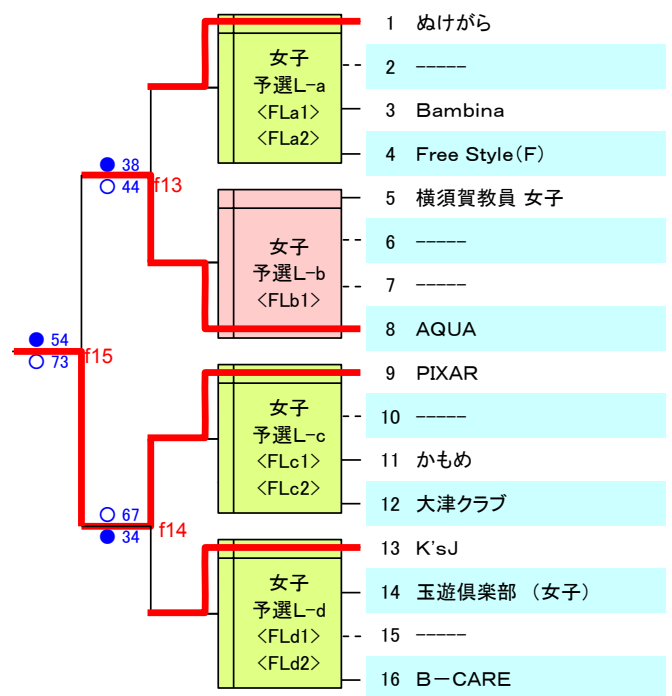 1 ぬけがら
2 -----
3 Bambina
4 Free Style(F)
5 横須賀教員 女子
6 -----
7 -----
8 AQUA
9 PIXAR
10 -----
11 かもめ
12 大津クラブ
13 K'sJ
14 玉遊倶楽部 (女子)
15 -----
16 B-CARE
女子
予選L-a
<FLa1>
<FLa2>
女子
予選L-b
<FLb1>
女子
予選L-c
<FLc1>
<FLc2>
女子
予選L-d
<FLd1>
<FLd2>
● 38
○ 44
f13
● 54
○ 73
f15
○ 67
● 34
f14